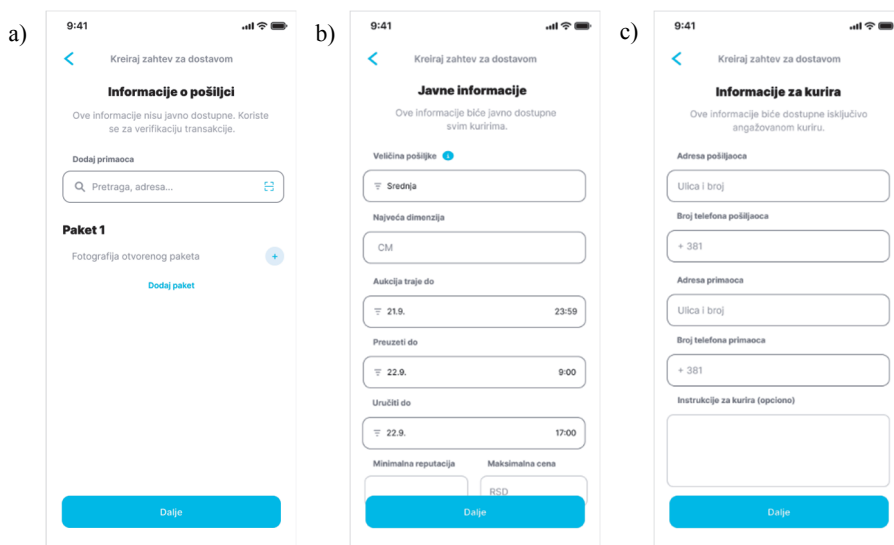 a)
9:41
Kreiraj zahtev za dostavom
Informacije o pošiljci
Ove informacije nisu javno dostupne. Koriste
se za verifikaciju transakcije.
Dodaj primaoca
Pretraga, adresa...
Paket 1
Fotografija otvorenog paketa
+
Dodaj paket
Dalje
b)
9:41
Kreiraj zahtev za dostavom
Javne informacije
Ove informacije biće javno dostupne
svim kuririma.
Veličina pošiljke i
Srednja
Najveća dimenzija
CM
Aukcija traje do
21.9. 23:59
Preuzeti do
22.9. 9:00
Uručiti do
22.9. 17:00
Minimalna reputacija Maksimalna cena
RSD
Dalje
c)
9:41
Kreiraj zahtev za dostavom
Informacije za kurira
Ove informacije biće dostupne isključivo
angažovanom kuriru.
Adresa pošiljaoca
Ulica i broj
Broj telefona pošiljaoca
+ 381
Adresa primaoca
Ulica i broj
Broj telefona primaoca
+ 381
Instrukcije za kurira (opciono)
Dalje